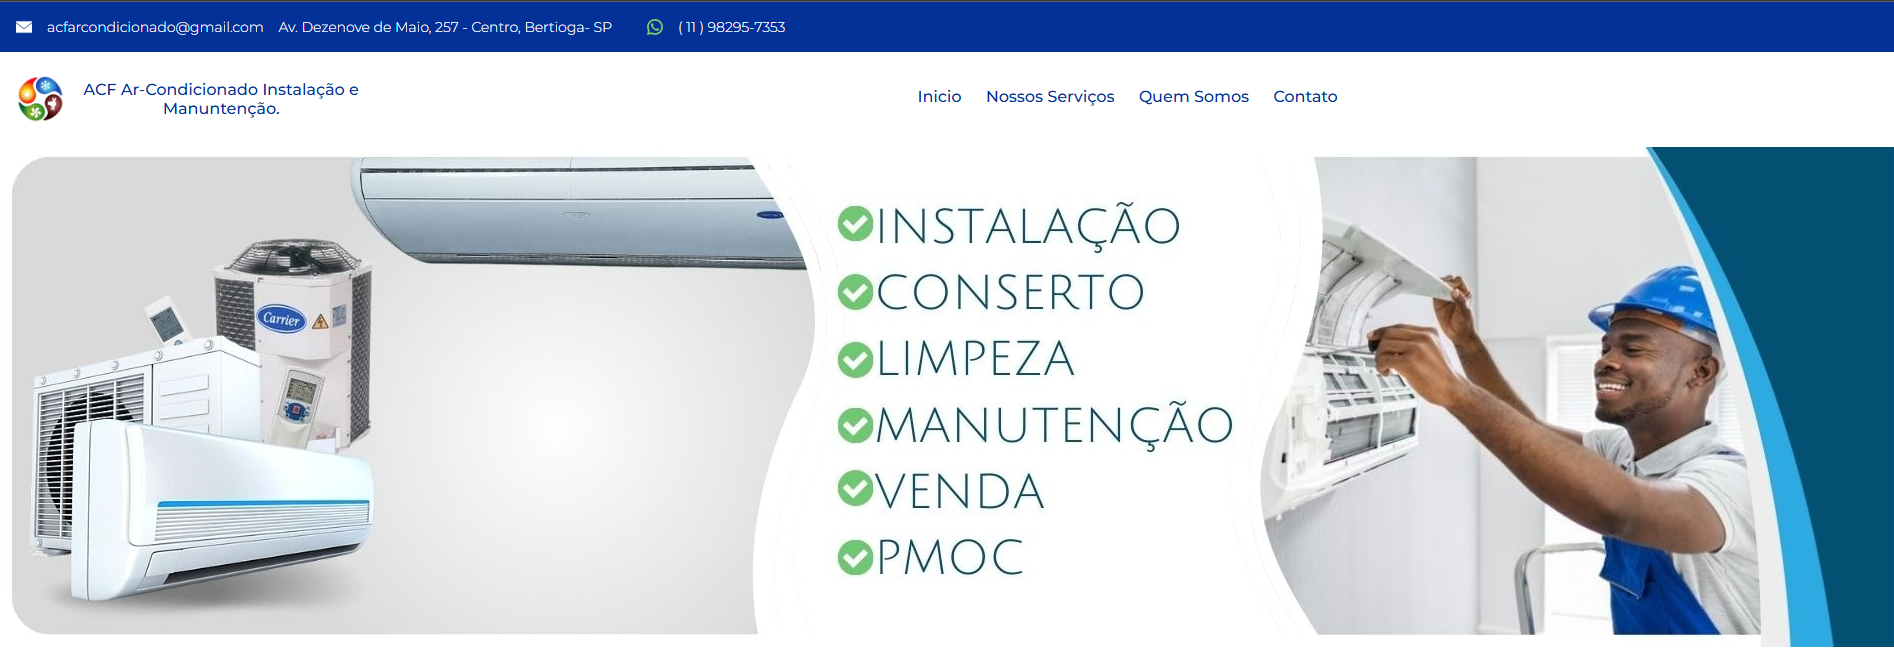 acfarcondicionado@gmail.com Av. Dezenove de Maio, 257 - Centro, Bertioga- SP ( 11 ) 98295-7353
ACF Ar-Condicionado Instalação e
Manuntenção.
Inicio Nossos Serviços Quem Somos Contato
INSTALAÇÃO
CONSERTO
LIMPEZA
MANUTENÇÃO
VENDA
PMOC
Carrier